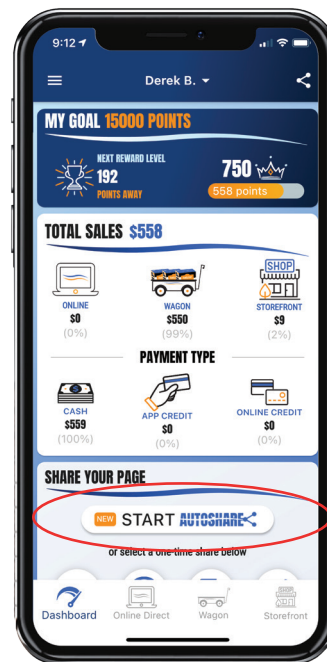 9:12
Derek B.
MY GOAL 15000 POINTS
NEXT REWARD LEVEL
192
POINTS AWAY
750
558 points
TOTAL SALES $558
ONLINE
$0
(0%)
WAGON
$550
(99%)
SHOP
STOREFRONT
$9
(2%)
PAYMENT TYPE
CASH
$559
(100%)
APP CREDIT
$0
(0%)
ONLINE CREDIT
$0
(0%)
SHARE YOUR PAGE
NEW START AUTOSHARE
or select a one-time share below
Dashboard
Online Direct
Wagon
SHOP
Storefront